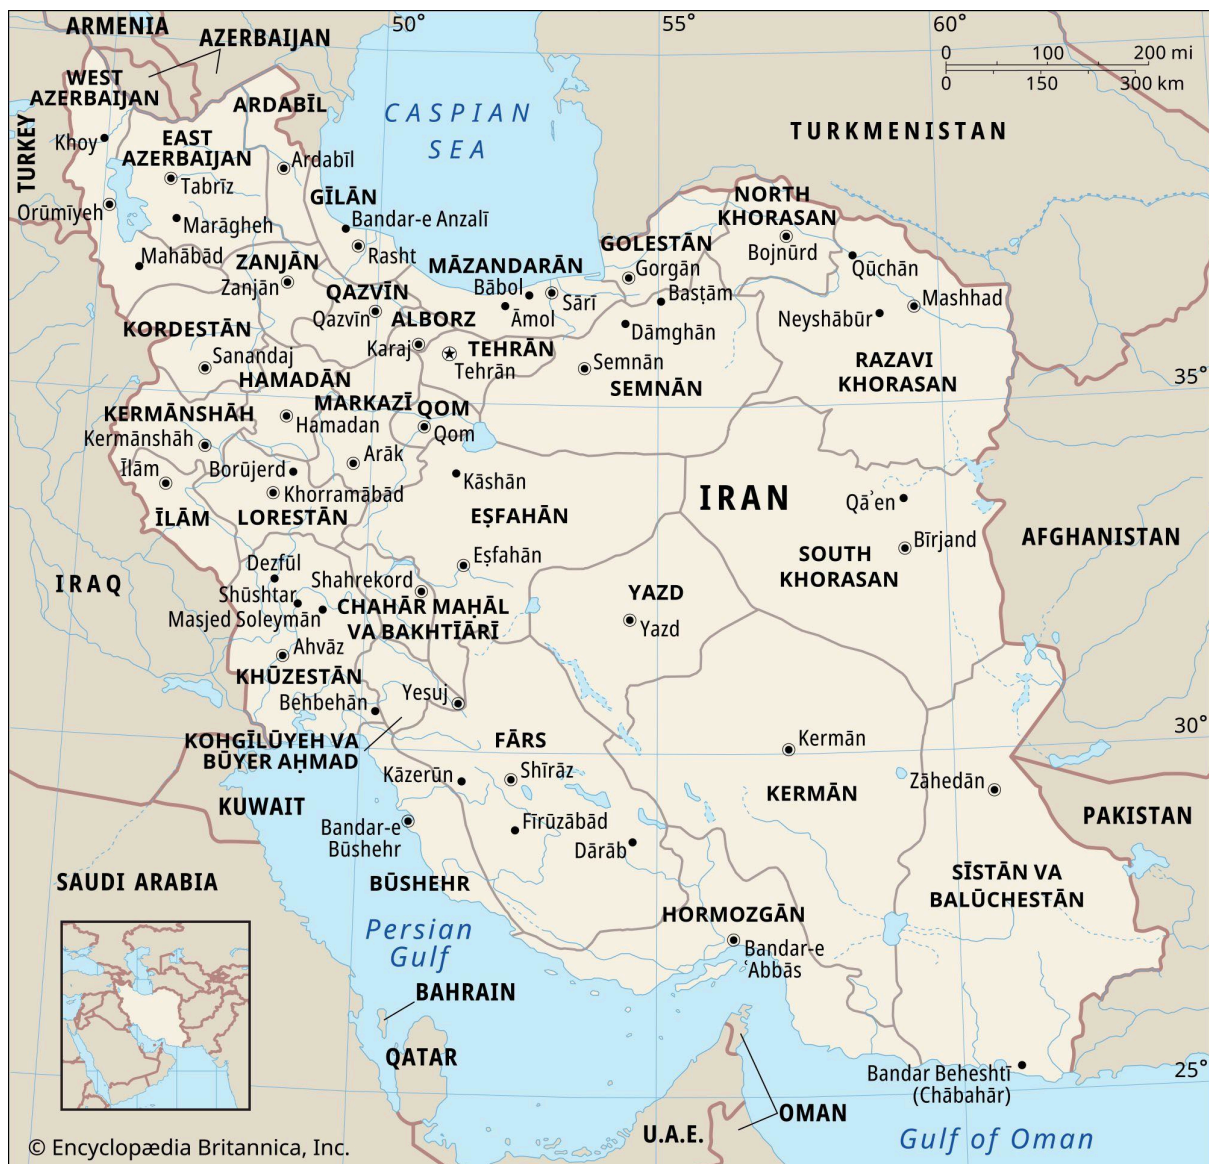 ARMENIA
AZERBAIJAN
50°
55°
60°
0 100 200 mi
0 150 300 km
WEST
AZERBAIJAN
ARDABĪL
CASPIAN
SEA
TURKMENISTAN
TURKEY
Khoy
EAST
AZERBAIJAN
Ardabīl
Tabrīz
Orūmīyeh
Marāgheh
GĪLĀN
Bandar-e Anzalī
Rasht
Mahābād
ZANJĀN
Zanjān
NORTH
KHORASAN
Bojnūrd
GOLESTĀN
Gorgān
Qūchān
MĀZANDARĀN
Bābol
Sārī
Āmol
Basṭām
Mashhad
Neyshābūr
QAZVĪN
Qazvīn
ALBORZ
Karaj
TEHRĀN
Tehrān
Dāmghān
Semnān
SEMNĀN
RAZAVI
KHORASAN
35°
KORDESTĀN
Sanandaj
HAMADĀN
Hamadan
MARKAZĪ
QOM
Qom
KERMĀNSHĀH
Kermānshāh
Īlām
Borūjerd
Arāk
Khorramābād
Kāshān
ĪLĀM
LORESTĀN
EṢFAHĀN
IRAN
Qāʾen
Bīrjand
SOUTH
KHORASAN
AFGHANISTAN
IRAQ
Dezfūl
Shahrekord
Eṣfahān
Shūshtar
Masjed Soleymān
CHAHĀR MAḤĀL
VA BAKHTĪĀRĪ
YAZD
Yazd
Ahvāz
KHŪZESTĀN
Behbehān
Yesuj
30°
KOHGĪLŪYEH VA
BŪYER AḤMAD
FĀRS
Kermān
Kāzerūn
Shīrāz
KERMĀN
Zāhedān
KUWAIT
PAKISTAN
Bandar-e
Būshehr
Fīrūzābād
Dārāb
SAUDI ARABIA
BŪSHEHR
SĪSTĀN VA
BALŪCHESTĀN
HORMOZGĀN
Persian
Gulf
Bandar-e
ʿAbbās
BAHRAIN
QATAR
25°
Bandar Beheshtī
(Chābahār)
OMAN
U.A.E.
Gulf of Oman
© Encyclopædia Britannica, Inc.